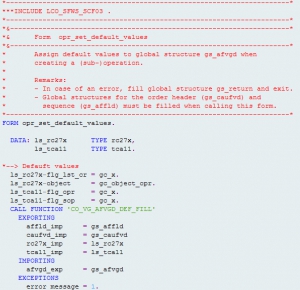 *----------------------------------------------------------------------*
***INCLUDE LCO_SFWS_SCF03 .
*----------------------------------------------------------------------*
*&---------------------------------------------------------------------*
*&      Form  opr_set_default_values
*&---------------------------------------------------------------------*
*       Assign default values to global structure gs_afvgd when
*       creating a (sub-)operation.
*
*       Remarks:
*       - In case of an error, fill global structure gs_return and exit.
*       - Global structures for the order header (gs_caufvd) and
*         sequence (gs_affld) must be filled when calling this form.
*----------------------------------------------------------------------*
FORM opr_set_default_values.
DATA: ls_rc27x      TYPE rc27x,
ls_tca11      TYPE tca11.
*--> Default values
ls_rc27x-flg_lst_cr = gc_x.
ls_rc27x-object     = gc_object_opr.
ls_tca11-flg_opr    = gc_x.
ls_tca11-flg_sop    = gc_x.
CALL FUNCTION 'CO_VG_AFVGD_DEF_FILL'
EXPORTING
affld_imp    = gs_affld
caufvd_imp   = gs_caufvd
rc27x_imp    = ls_rc27x
tca11_imp    = ls_tca11
IMPORTING
afvgd_exp    = gs_afvgd
EXCEPTIONS
error_message = 1.